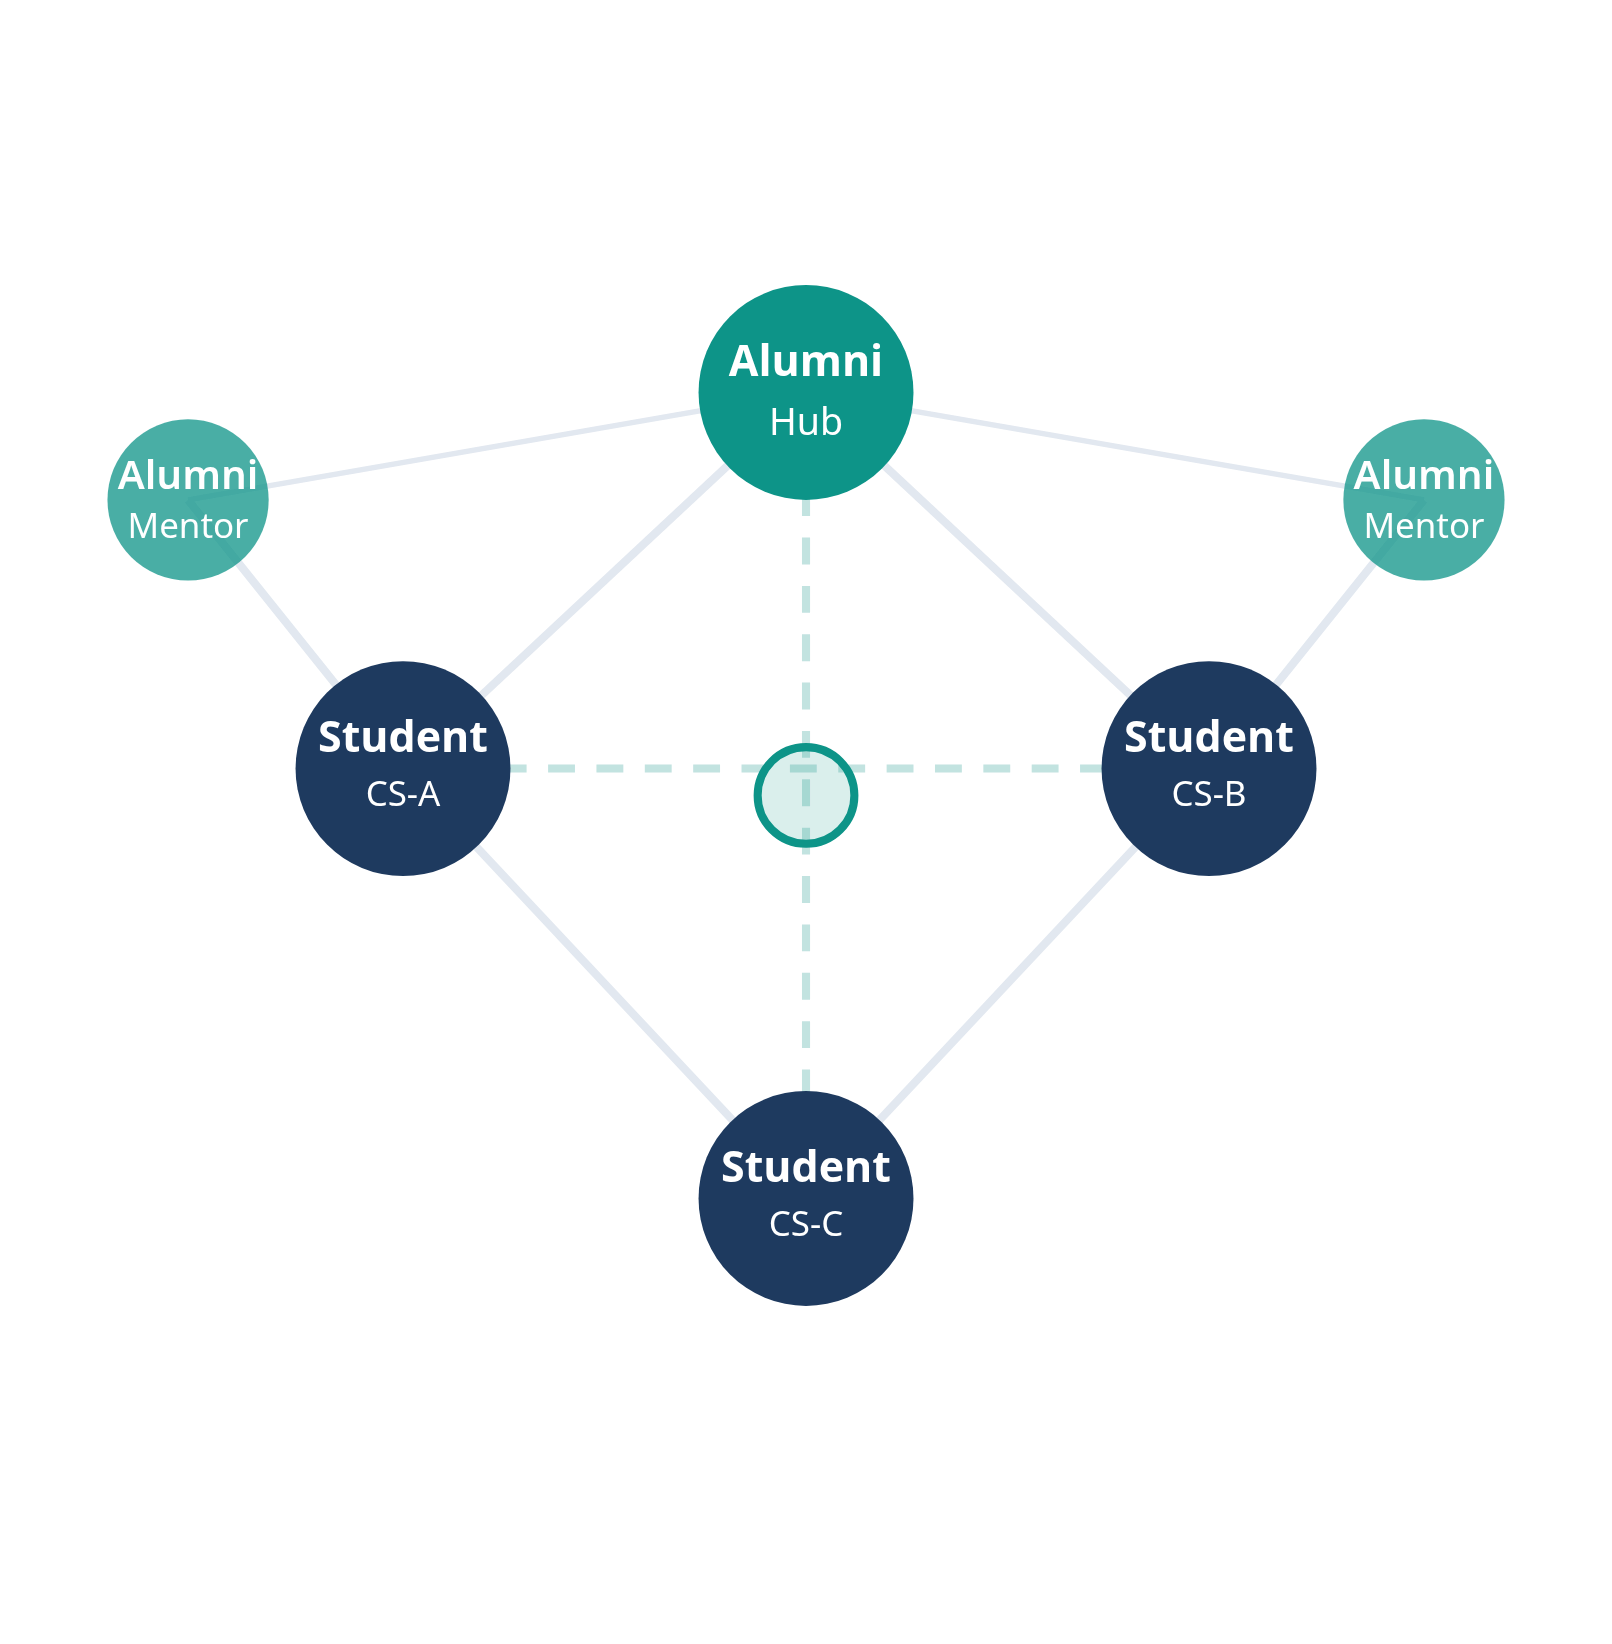 Alumni
Hub
Alumni
Mentor
Alumni
Mentor
Student
CS-A
Student
CS-B
Student
CS-C